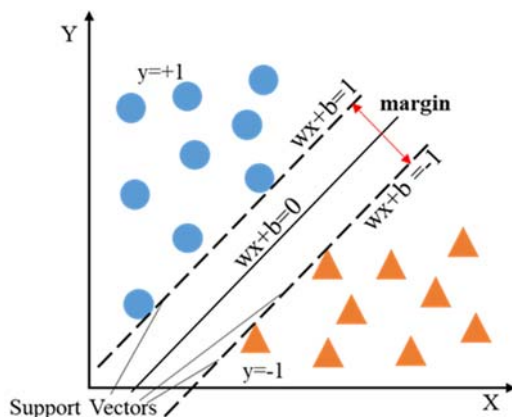 Y
y=+1
wx+b=1
margin
wx+b=0
wx+b=-1
y=-1
Support Vectors
X